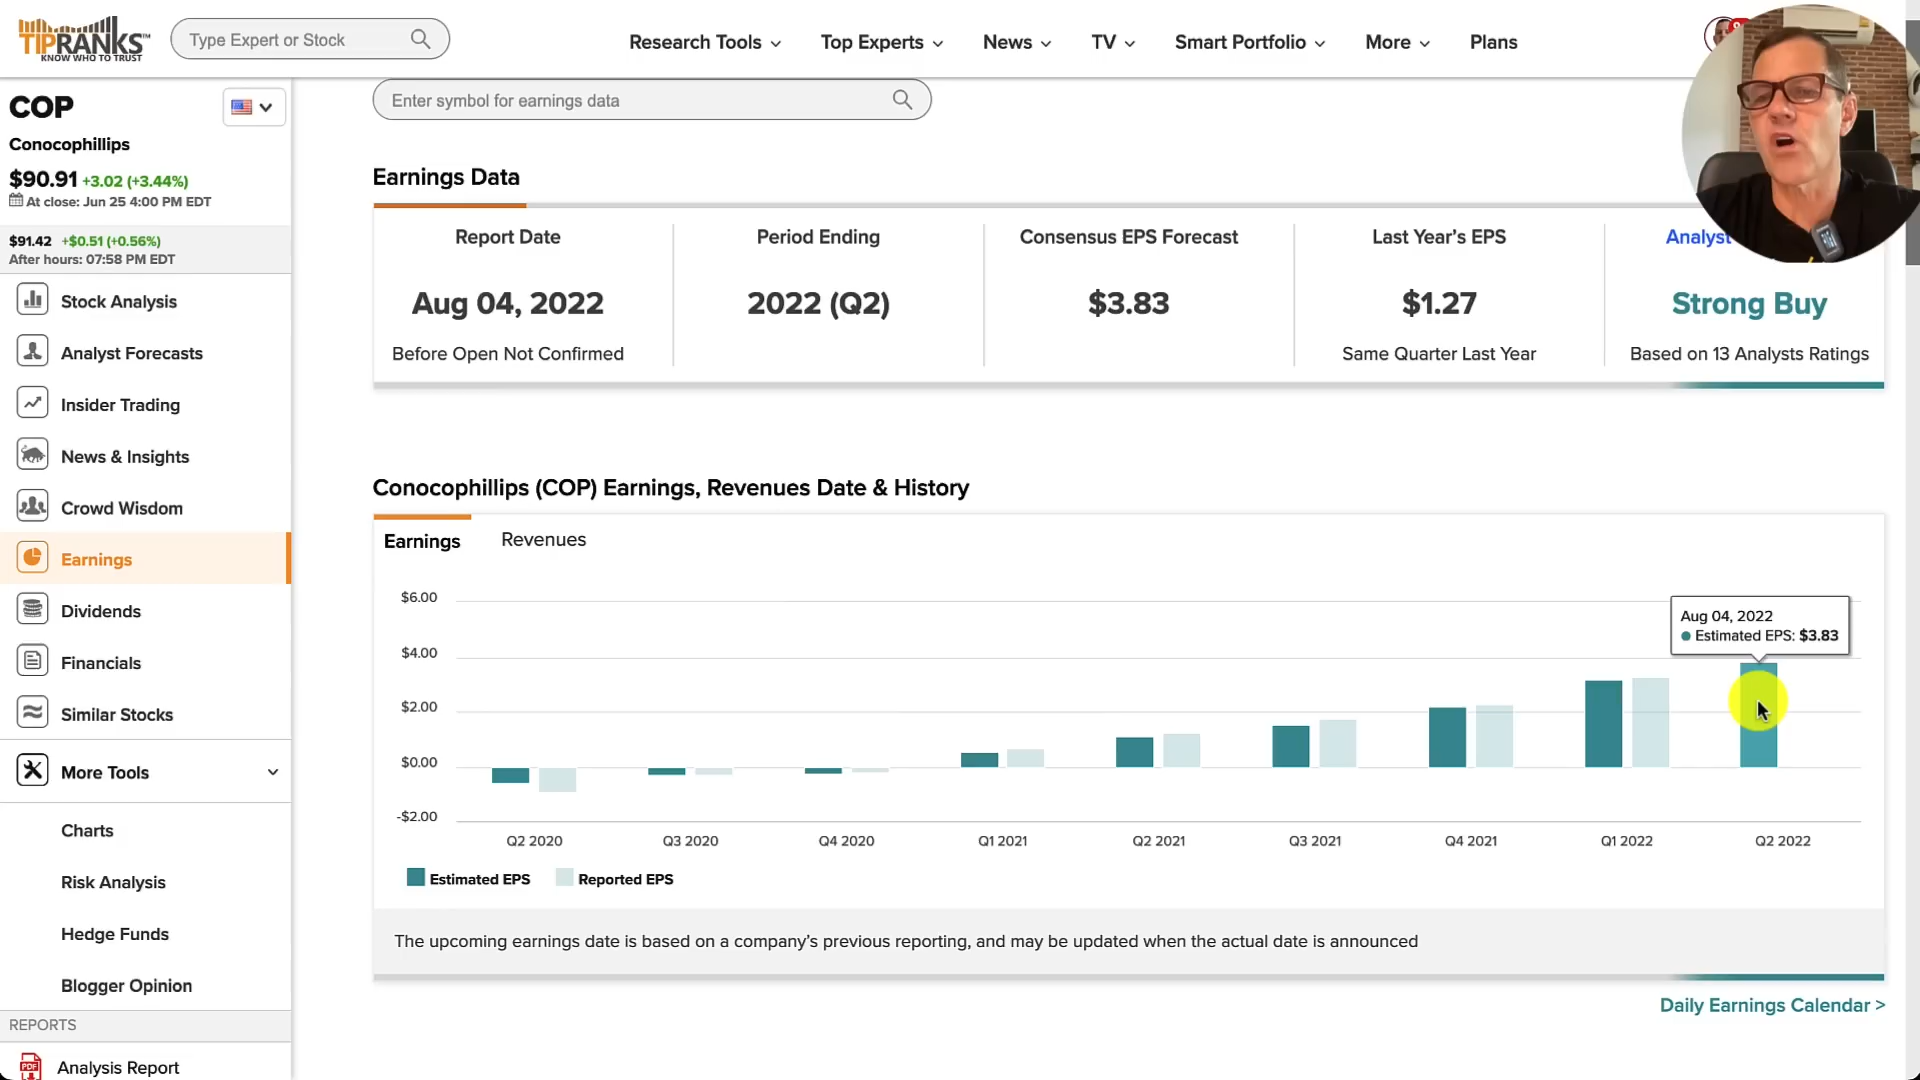 TIPRANKS
KNOW WHO TO TRUST
Type Expert or Stock
Research Tools
Top Experts
News
TV
Smart Portfolio
More
Plans
COP
Conocophillips
$90.91 +3.02 (+3.44%)
At close: Jun 25 4:00 PM EDT
$91.42 +$0.51 (+0.56%)
After hours: 07:58 PM EDT
Stock Analysis
Analyst Forecasts
Insider Trading
News & Insights
Crowd Wisdom
Earnings
Dividends
Financials
Similar Stocks
More Tools
Charts
Risk Analysis
Hedge Funds
Blogger Opinion
REPORTS
PDF
Analysis Report
Enter symbol for earnings data
Earnings Data
Report Date
Aug 04, 2022
Before Open Not Confirmed
Period Ending
2022 (Q2)
Consensus EPS Forecast
$3.83
Last Year's EPS
$1.27
Same Quarter Last Year
Analyst
Strong Buy
Based on 13 Analysts Ratings
Conocophillips (COP) Earnings, Revenues Date & History
Earnings
Revenues
$6.00
$4.00
$2.00
$0.00
-$2.00
Aug 04, 2022
Estimated EPS: $3.83
Q2 2020
Q3 2020
Q4 2020
Q1 2021
Q2 2021
Q3 2021
Q4 2021
Q1 2022
Q2 2022
Estimated EPS
Reported EPS
The upcoming earnings date is based on a company's previous reporting, and may be updated when the actual date is announced
Daily Earnings Calendar >